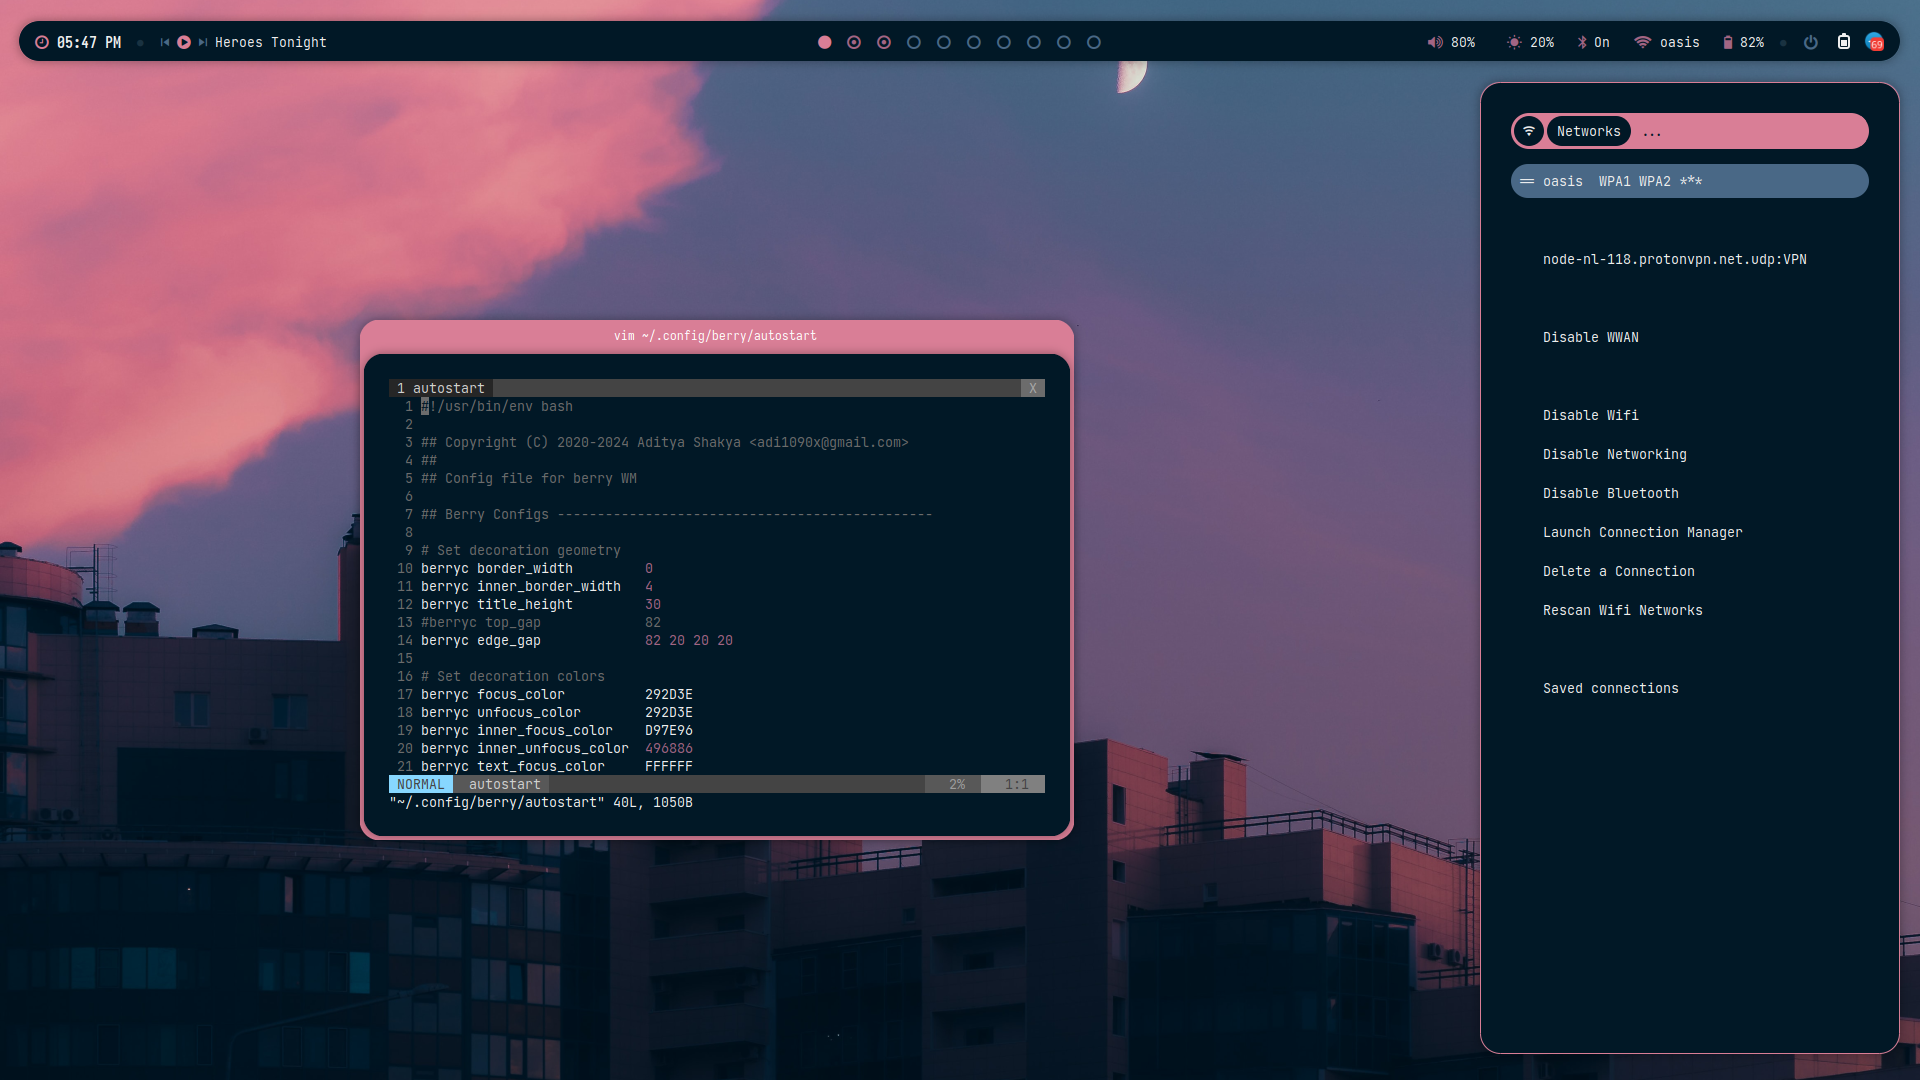 05:47 PM Heroes Tonight 80% 20% On oasis 82% 69
Networks ...
oasis WPA1 WPA2 ***
node-nl-118.protonvpn.net.udp:VPN
Disable WWAN
Disable Wifi
Disable Networking
Disable Bluetooth
Launch Connection Manager
Delete a Connection
Rescan Wifi Networks
Saved connections
vim ~/.config/berry/autostart
1 autostart X
1 #!/usr/bin/env bash
2
3 ## Copyright (C) 2020-2024 Aditya Shakya <adi1090x@gmail.com>
4 ##
5 ## Config file for berry WM
6
7 ## Berry Configs -----------------------------------------------
8
9 # Set decoration geometry
10 berryc border_width 0
11 berryc inner_border_width 4
12 berryc title_height 30
13 #berryc top_gap 82
14 berryc edge_gap 82 20 20 20
15
16 # Set decoration colors
17 berryc focus_color 292D3E
18 berryc unfocus_color 292D3E
19 berryc inner_focus_color D97E96
20 berryc inner_unfocus_color 496886
21 berryc text_focus_color FFFFFF
NORMAL autostart 2% 1:1
"~/.config/berry/autostart" 40L, 1050B